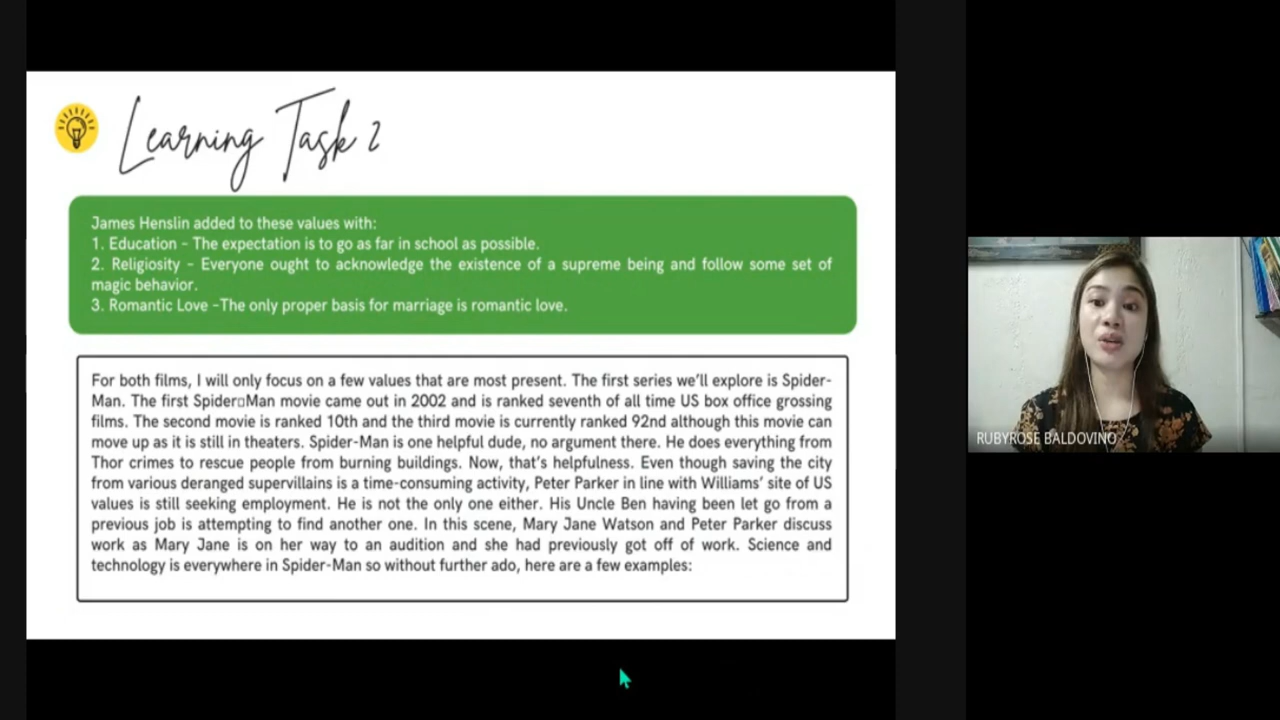 Learning Task 2
James Henslin added to these values with:
1. Education - The expectation is to go as far in school as possible.
2. Religiosity - Everyone ought to acknowledge the existence of a supreme being and follow some set of
magic behavior.
3. Romantic Love -The only proper basis for marriage is romantic love.
For both films, I will only focus on a few values that are most present. The first series we'll explore is Spider-
Man. The first Spider□Man movie came out in 2002 and is ranked seventh of all time US box office grossing
films. The second movie is ranked 10th and the third movie is currently ranked 92nd although this movie can
move up as it is still in theaters. Spider-Man is one helpful dude, no argument there. He does everything from
Thor crimes to rescue people from burning buildings. Now, that's helpfulness. Even though saving the city
from various deranged supervillains is a time-consuming activity, Peter Parker in line with Williams' site of US
values is still seeking employment. He is not the only one either. His Uncle Ben having been let go from a
previous job is attempting to find another one. In this scene, Mary Jane Watson and Peter Parker discuss
work as Mary Jane is on her way to an audition and she had previously got off of work. Science and
technology is everywhere in Spider-Man so without further ado, here are a few examples:
RUBYROSE BALDOVINO